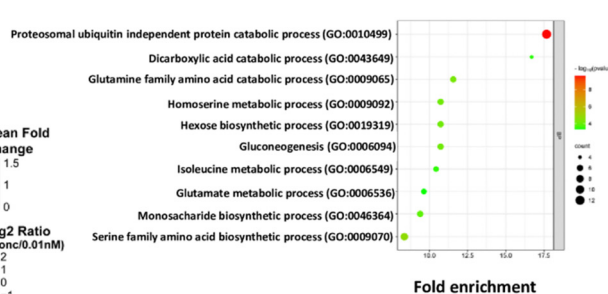 Proteosomal ubiquitin independent protein catabolic process (GO:0010499)
Dicarboxylic acid catabolic process (GO:0043649)
Glutamine family amino acid catabolic process (GO:0009065)
Homoserine metabolic process (GO:0009092)
Hexose biosynthetic process (GO:0019319)
Gluconeogenesis (GO:0006094)
Isoleucine metabolic process (GO:0006549)
Glutamate metabolic process (GO:0006536)
Monosacharide biosynthetic process (GO:0046364)
Serine family amino acid biosynthetic process (GO:0009070)
10.0 12.5 15.0 17.5
Fold enrichment
ean Fold
ange
1.5
1
0
g2 Ratio
onc/0.01nM)
2
1
0
-1
count
4
6
8
10
12